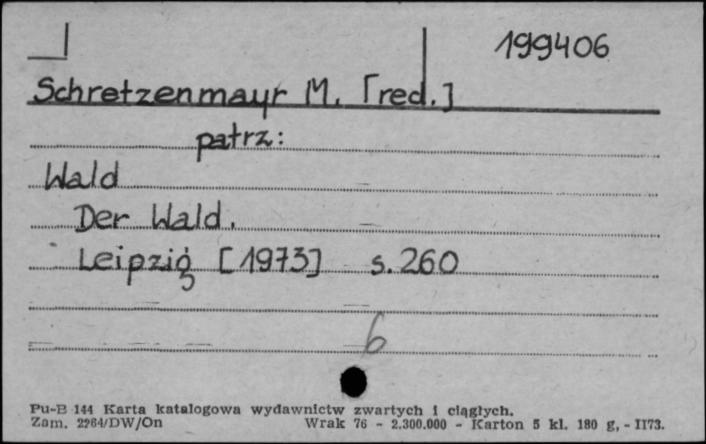 199406
Schretzenmayr M. [red.]
patrz:
Wald
Der Wald.
Leipzig [1973] s. 260
6
Pu-B 144 Karta katalogowa wydawnictw zwartych i ciągłych.
Zam. 2264/DW/On Wrak 76 - 2.300.000 - Karton 5 kl. 180 g, - II73.